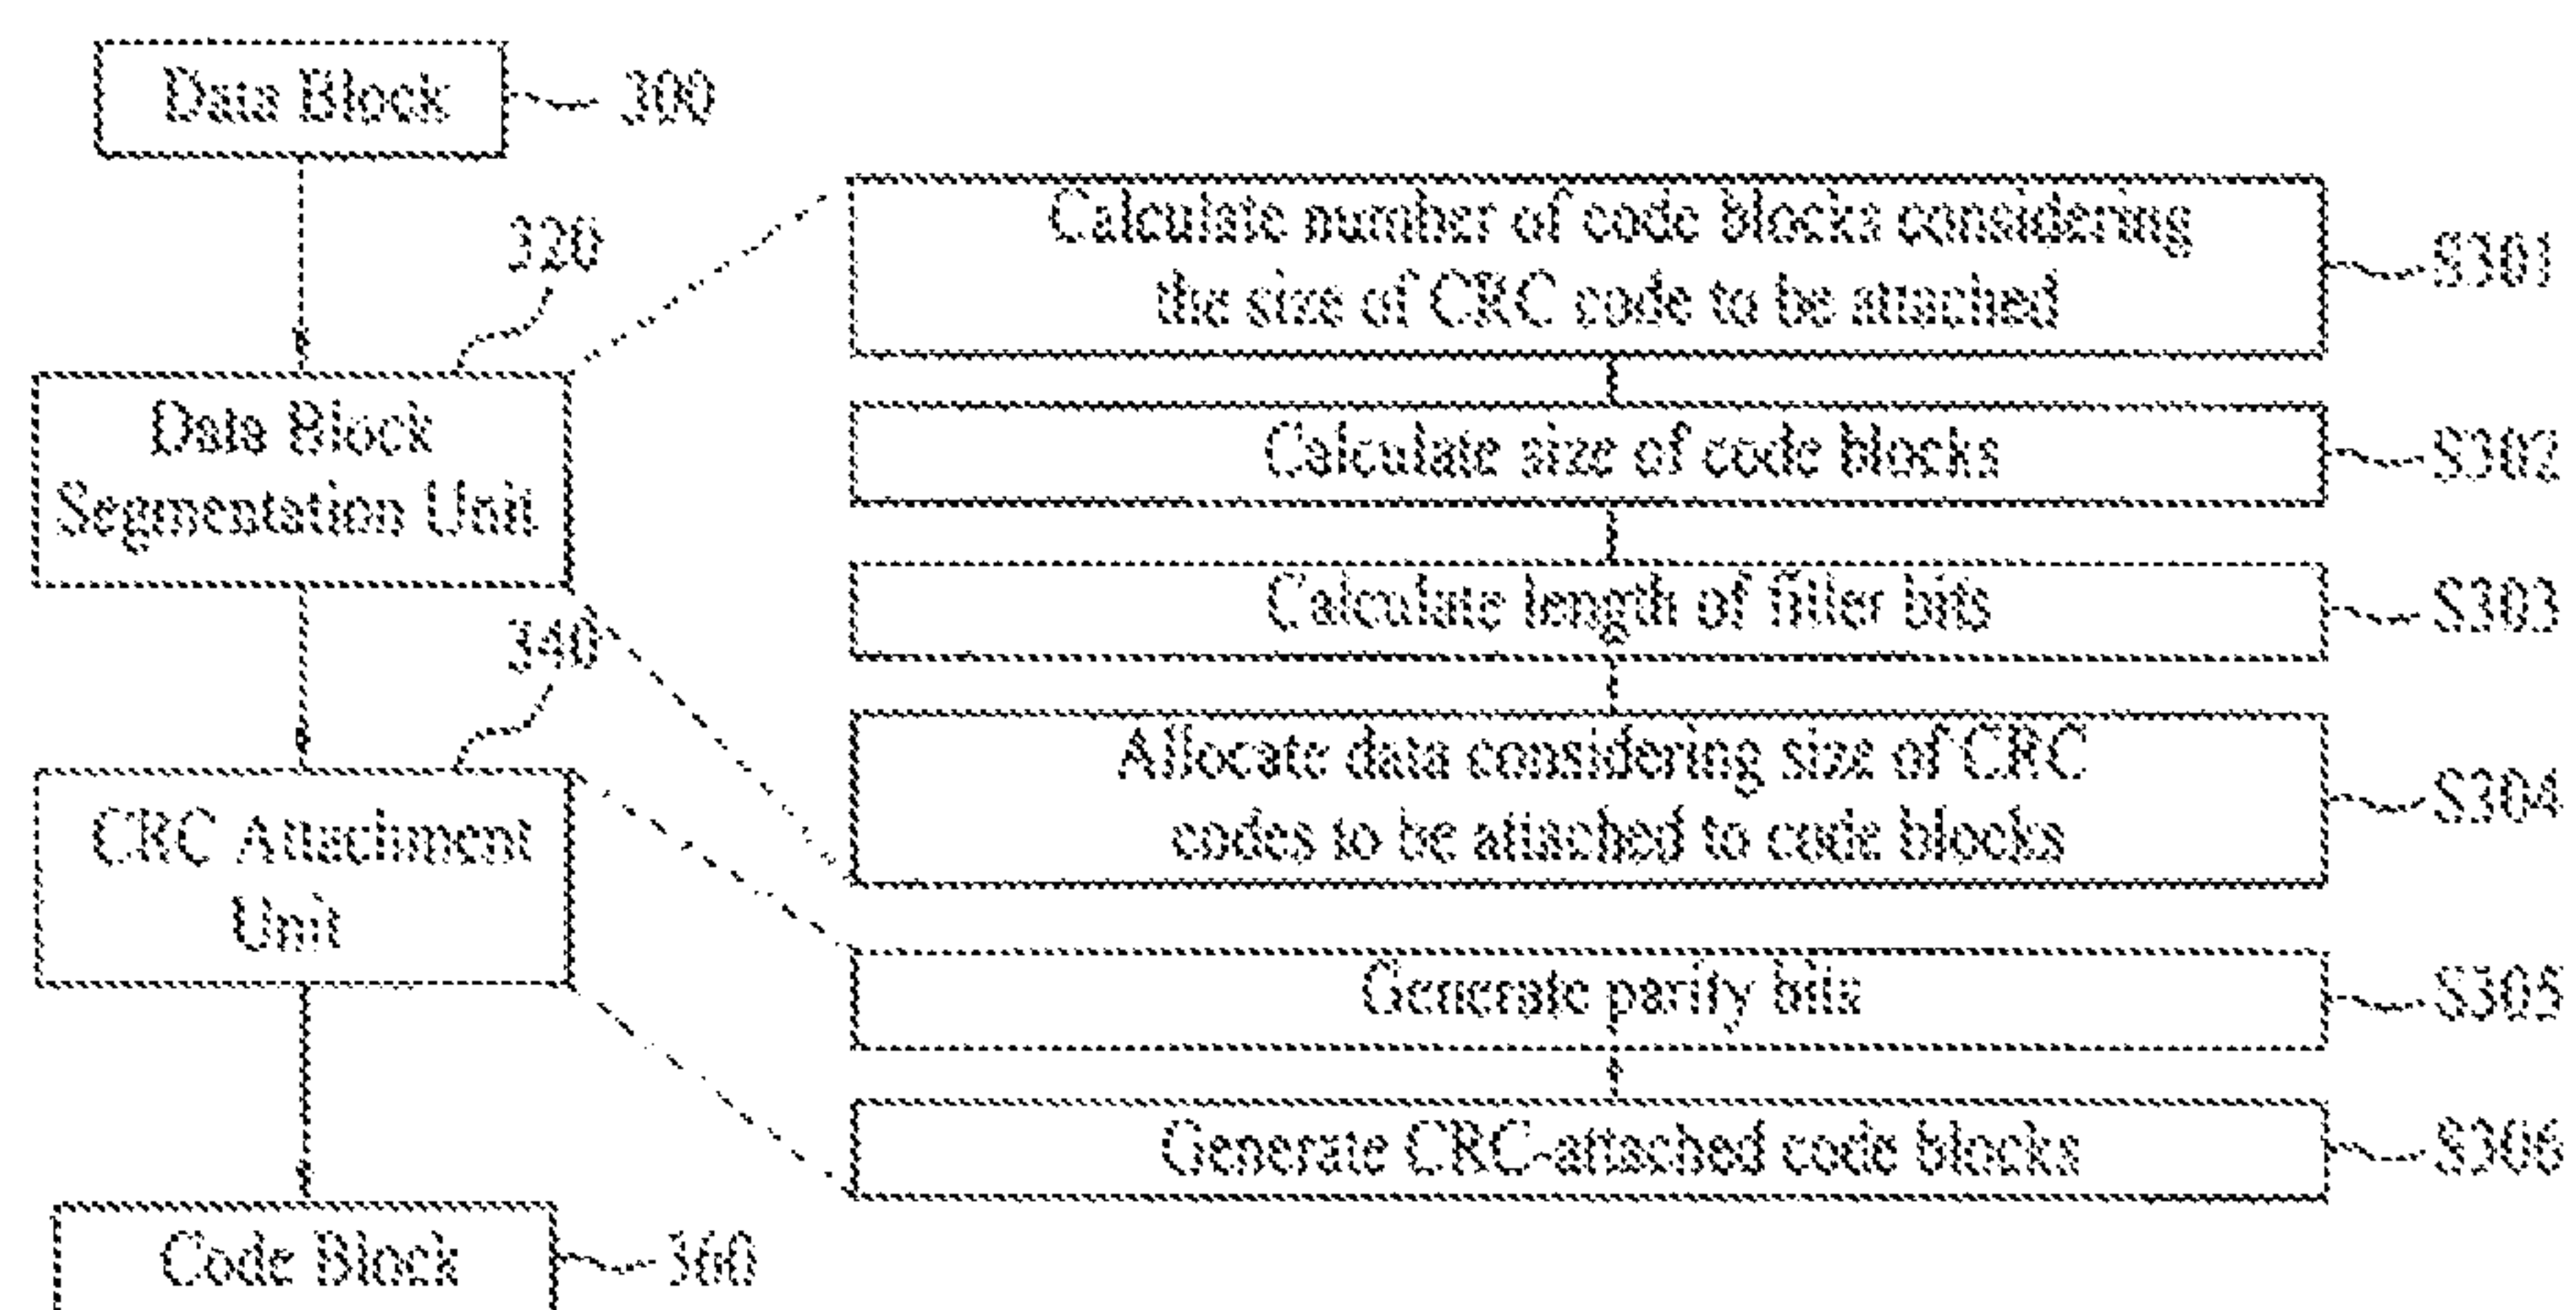 Data Block
300
320
Data Block
Segmentation Unit
340
CRC Attachment
Unit
Code Block
360
Calculate number of code blocks considering
the size of CRC code to be attached
S301
Calculate size of code blocks
S302
Calculate length of filler bits
S303
Allocate data considering size of CRC
codes to be attached to code blocks
S304
Generate parity bits
S305
Generate CRC-attached code blocks
S306